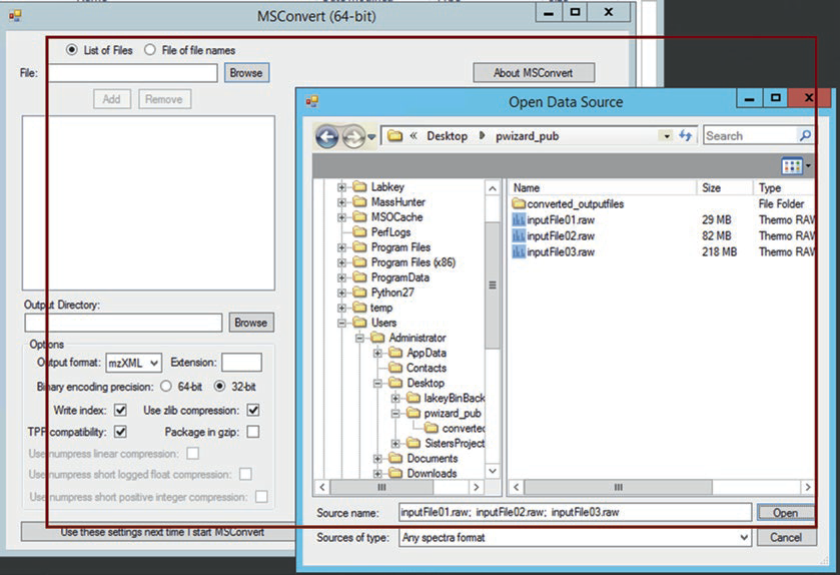 MSConvert (64-bit)
List of Files File of file names
File: Browse
About MSConvert
Add Remove
Output Directory:
Browse
Options
Output format: mzXML Extension:
Binary encoding precision: 64-bit 32-bit
Write index: Use zlib compression:
TPP compatibility: Package in gzip:
Use numpress linear compression:
Use numpress short logged float compression:
Use numpress short positive integer compression:
Use these settings next time I start MSConvert
Open Data Source
« Desktop pwizard_pub
Search
Labkey
MassHunter
MSOCache
PerfLogs
Program Files
Program Files (x86)
ProgramData
Python27
temp
Users
Administrator
AppData
Contacts
Desktop
lakeyBinBack
pwizard_pub
converted
SistersProject
Documents
Downloads
Name Size Type
converted_outputfiles File Folder
inputFile01.raw 29 MB Thermo RAW
inputFile02.raw 82 MB Thermo RAW
inputFile03.raw 218 MB Thermo RAW
Source name: inputFile01.raw; inputFile02.raw; inputFile03.raw Open
Sources of type: Any spectra format Cancel